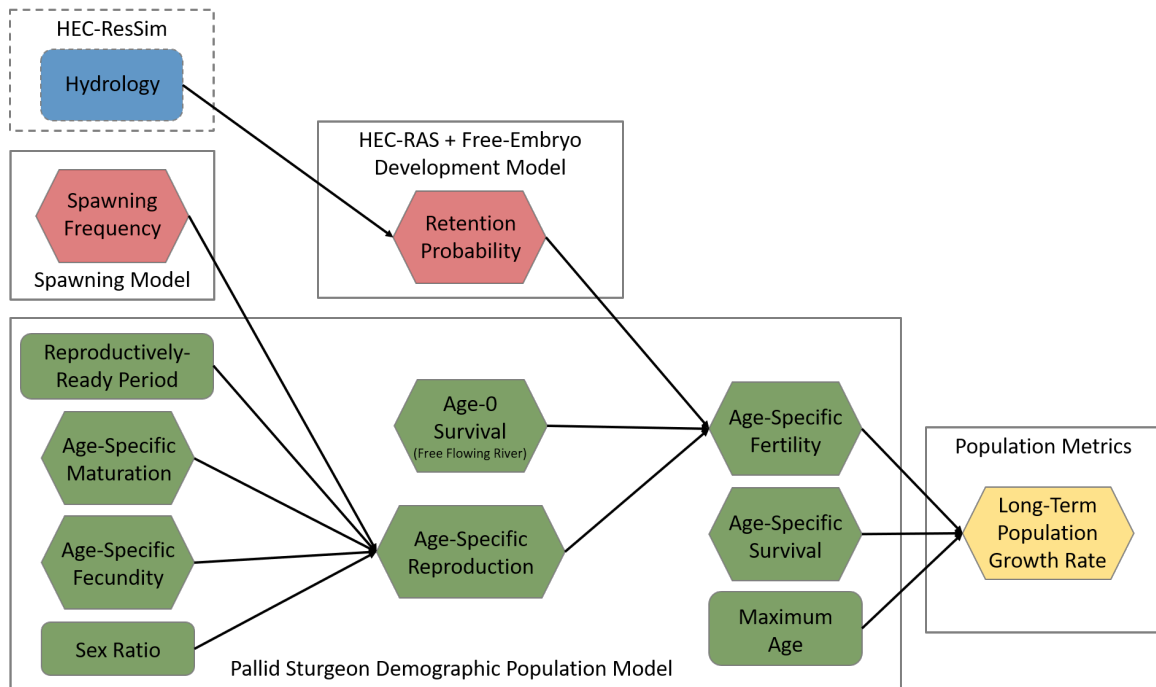 HEC-ResSim
Hydrology
HEC-RAS + Free-Embryo
Development Model
Retention
Probability
Spawning
Frequency
Spawning Model
Reproductively-
Ready Period
Age-Specific
Maturation
Age-Specific
Fecundity
Sex Ratio
Age-0
Survival
(Free Flowing River)
Age-Specific
Reproduction
Age-Specific
Fertility
Age-Specific
Survival
Maximum
Age
Pallid Sturgeon Demographic Population Model
Population Metrics
Long-Term
Population
Growth Rate